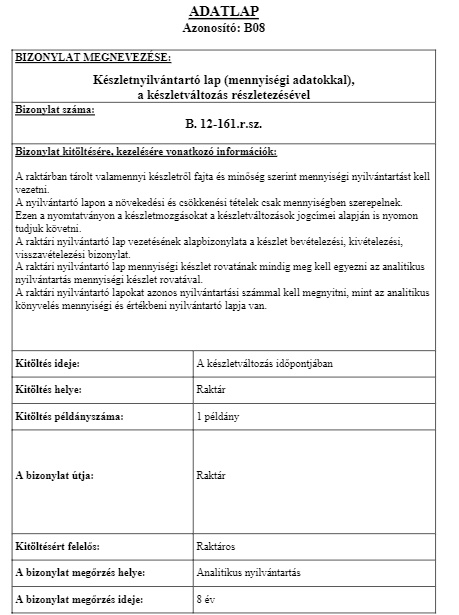 ADATLAP
Azonosító: B08
BIZONYLAT MEGNEVEZÉSE:
Készletnyilvántartó lap (mennyiségi adatokkal),
a készletváltozás részletezésével
Bizonylat száma:
B. 12-161.r.sz.
Bizonylat kitöltésére, kezelésére vonatkozó információk:
A raktárban tárolt valamennyi készletről fajta és minőség szerint mennyiségi nyilvántartást kell
vezetni.
A nyilvántartó lapon a növekedési és csökkenési tételek csak mennyiségben szerepelnek.
Ezen a nyomtatványon a készletmozgásokat a készletváltozások jogcímei alapján is nyomon
tudjuk követni.
A raktári nyilvántartó lap vezetésének alapbizonylata a készlet bevételezési, kivételezési,
visszavételezési bizonylat.
A raktári nyilvántartó lap mennyiségi készlet rovatának mindig meg kell egyezni az analitikus
nyilvántartás mennyiségi készlet rovatával.
A raktári nyilvántartó lapokat azonos nyilvántartási számmal kell megnyitni, mint az analitikus
könyvelés mennyiségi és értékbeni nyilvántartó lapja van.
Kitöltés ideje: A készletváltozás időpontjában
Kitöltés helye: Raktár
Kitöltés példányszáma: 1 példány
A bizonylat útja: Raktár
Kitöltésért felelős: Raktáros
A bizonylat megőrzés helye: Analitikus nyilvántartás
A bizonylat megőrzés ideje: 8 év